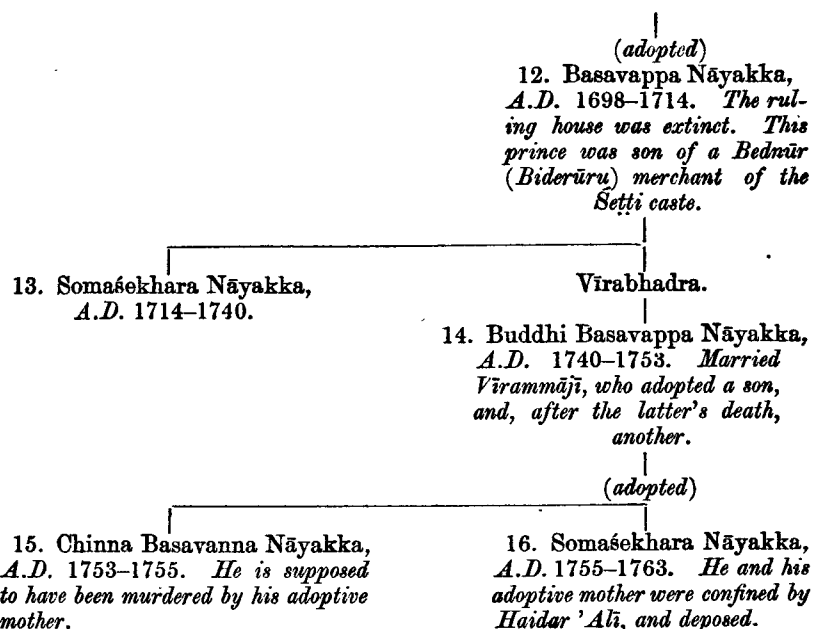 (adopted)
12. Basavappa Nāyakka,
A.D. 1698–1714. The rul-
ing house was extinct. This
prince was son of a Bednūr
(Biderūru) merchant of the
Śeṭṭi caste.
13. Somaśekhara Nāyakka,
A.D. 1714–1740.
Vīrabhadra.
14. Buddhi Basavappa Nāyakka,
A.D. 1740–1753. Married
Vīrammājī, who adopted a son,
and, after the latter's death,
another.
(adopted)
15. Chinna Basavanna Nāyakka,
A.D. 1753–1755. He is supposed
to have been murdered by his adoptive
mother.
16. Somaśekhara Nāyakka,
A.D. 1755–1763. He and his
adoptive mother were confined by
Haidar 'Alī, and deposed.